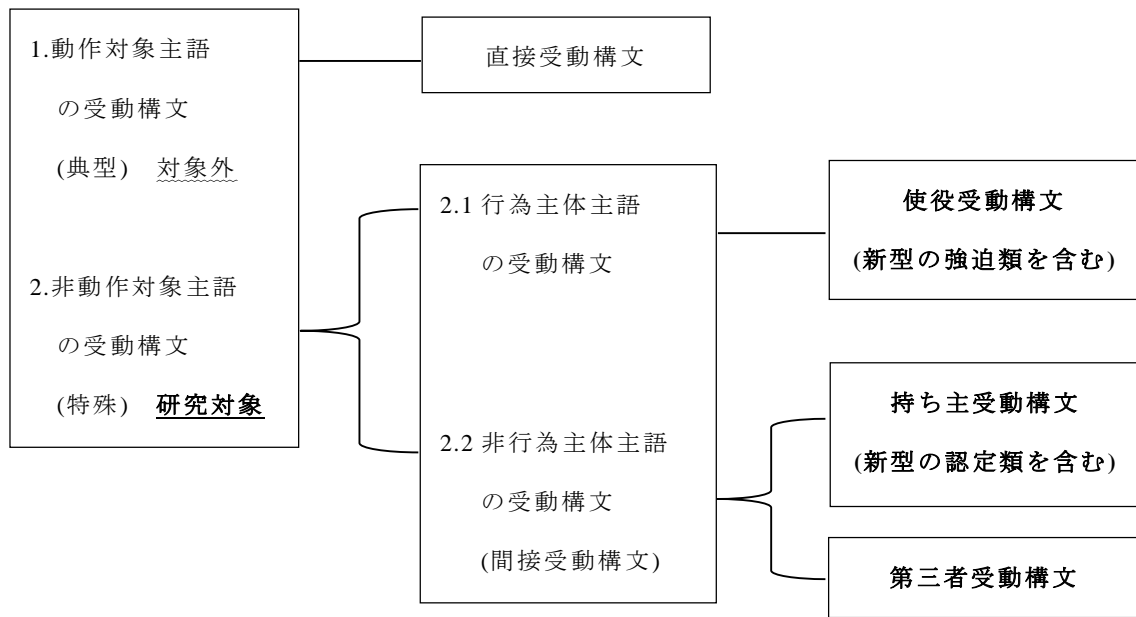 1.動作対象主語
の受動構文
(典型) 対象外
2.非動作対象主語
の受動構文
(特殊) 研究対象
直接受動構文
2.1 行為主体主語
の受動構文
2.2 非行為主体主語
の受動構文
(間接受動構文)
使役受動構文
(新型の強迫類を含む)
持ち主受動構文
(新型の認定類を含む)
第三者受動構文